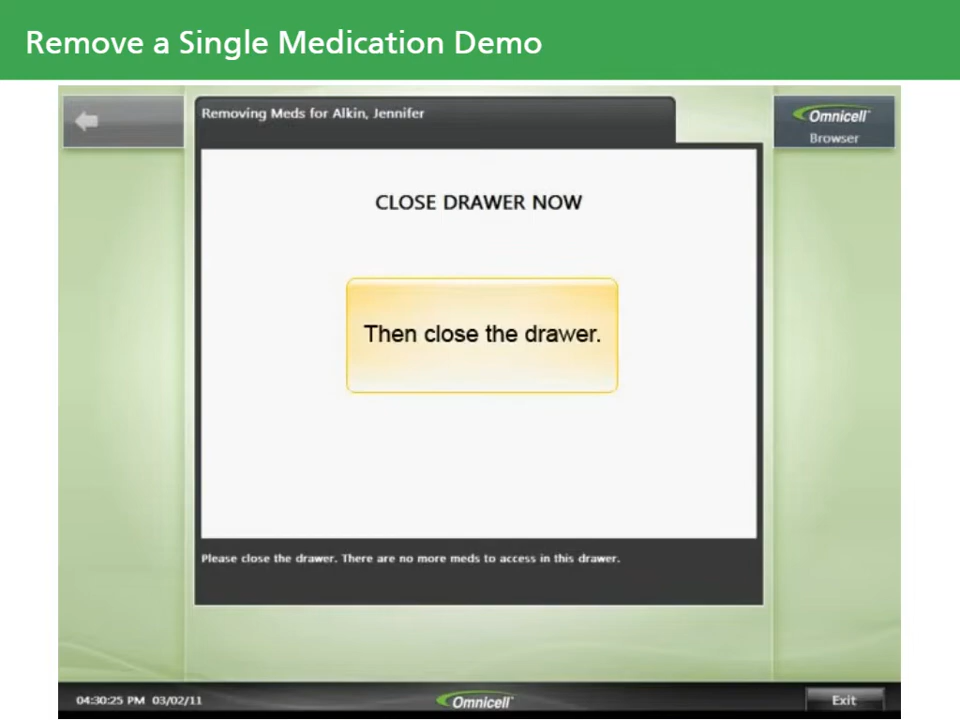 Remove a Single Medication Demo
Removing Meds for Alkin, Jennifer
Omnicell
Browser
CLOSE DRAWER NOW
Then close the drawer.
Please close the drawer. There are no more meds to access in this drawer.
04:30:25 PM 03/02/11
Omnicell
Exit